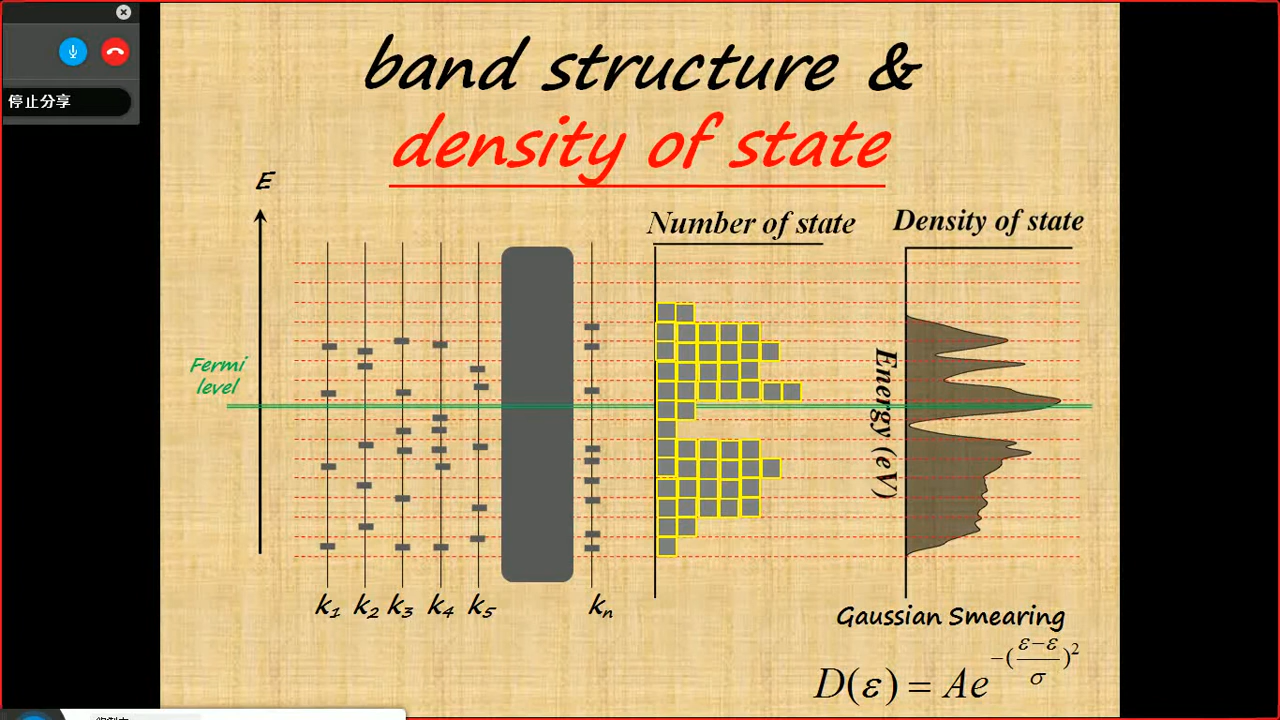 停止分享
band structure &
density of state
E
Number of state
Density of state
Fermi
level
Energy (eV)
k1 k2 k3 k4 k5 kn
Gaussian Smearing
D(ε) = Ae^{-(\frac{ε-ε}{σ})^2}